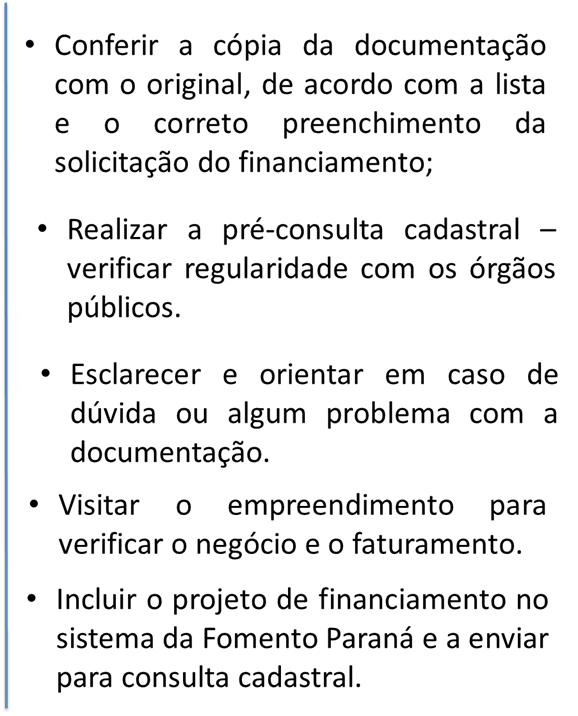 • Conferir a cópia da documentação
com o original, de acordo com a lista
e o correto preenchimento da
solicitação do financiamento;
• Realizar a pré-consulta cadastral –
verificar regularidade com os órgãos
públicos.
• Esclarecer e orientar em caso de
dúvida ou algum problema com a
documentação.
• Visitar o empreendimento para
verificar o negócio e o faturamento.
• Incluir o projeto de financiamento no
sistema da Fomento Paraná e a enviar
para consulta cadastral.